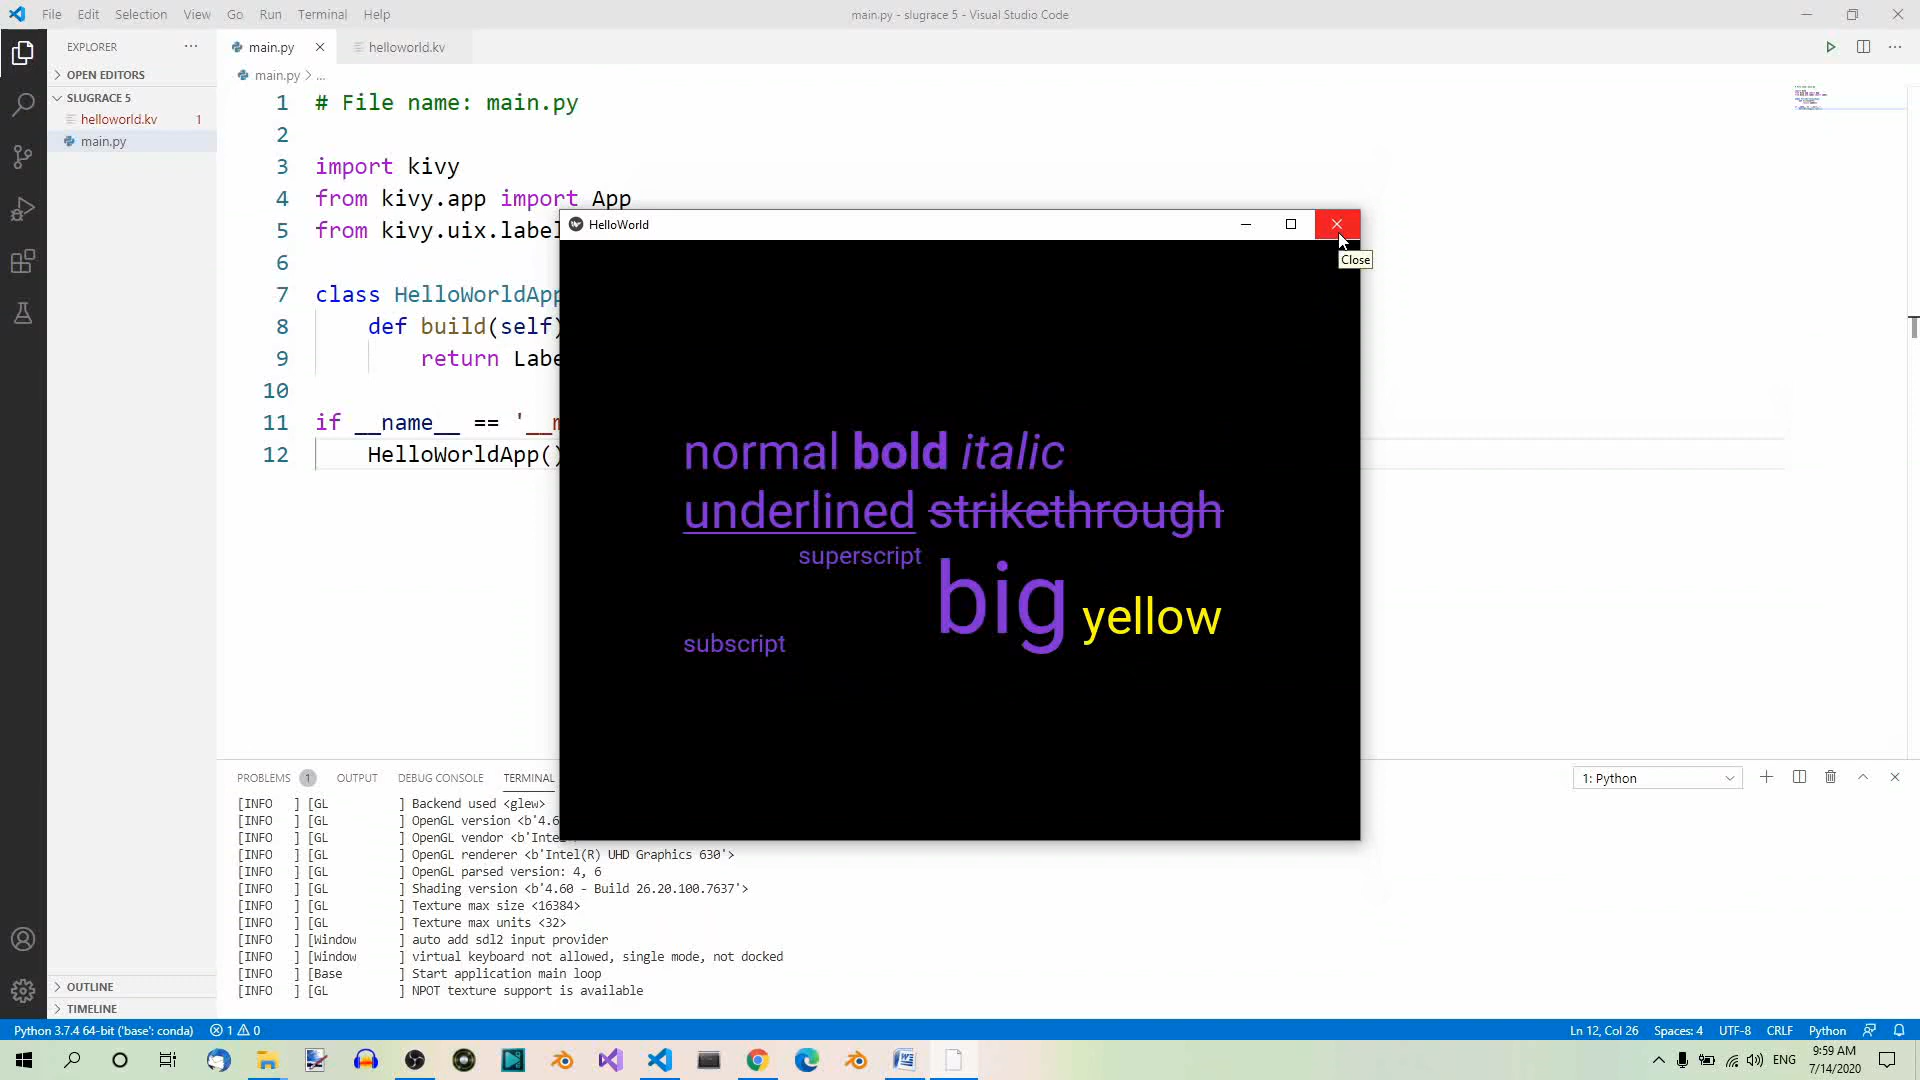 File Edit Selection View Go Run Terminal Help
main.py - slugrace 5 - Visual Studio Code
EXPLORER
main.py
helloworld.kv
OPEN EDITORS
main.py > ...
SLUGRACE 5
helloworld.kv 1
main.py
1 # File name: main.py
2
3 import kivy
4 from kivy.app import App
5 from kivy.uix.label
6
7 class HelloWorldApp
8 def build(self)
9 return Labe
10
11 if __name__ == '__m
12 HelloWorldApp()
HelloWorld
Close
normal bold italic
underlined strikethrough
superscript
big yellow
subscript
PROBLEMS 1 OUTPUT DEBUG CONSOLE TERMINAL
1: Python
[INFO ] [GL ] Backend used <glew>
[INFO ] [GL ] OpenGL version <b'4.6
[INFO ] [GL ] OpenGL vendor <b'Inte
[INFO ] [GL ] OpenGL renderer <b'Intel(R) UHD Graphics 630'>
[INFO ] [GL ] OpenGL parsed version: 4, 6
[INFO ] [GL ] Shading version <b'4.60 - Build 26.20.100.7637'>
[INFO ] [GL ] Texture max size <16384>
[INFO ] [GL ] Texture max units <32>
[INFO ] [Window ] auto add sdl2 input provider
[INFO ] [Window ] virtual keyboard not allowed, single mode, not docked
[INFO ] [Base ] Start application main loop
[INFO ] [GL ] NPOT texture support is available
OUTLINE
TIMELINE
Python 3.7.4 64-bit ('base': conda) 1 0
Ln 12, Col 26 Spaces: 4 UTF-8 CRLF Python
ENG
9:59 AM
7/14/2020